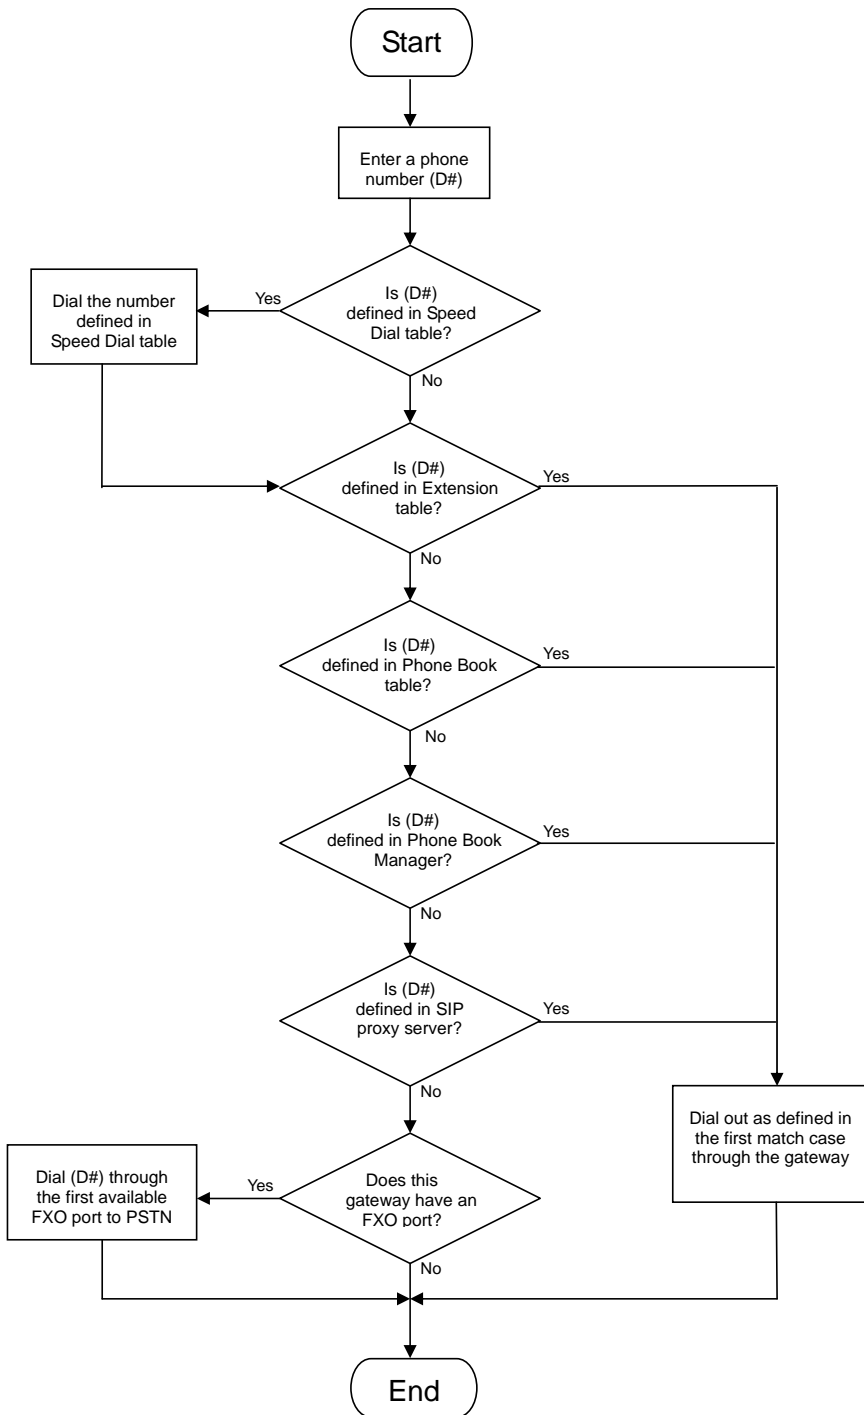 Start
Enter a phone
number (D#)
Is (D#)
defined in Speed
Dial table?
Yes
Dial the number
defined in
Speed Dial table
No
Is (D#)
defined in Extension
table?
Yes
No
Is (D#)
defined in Phone Book
table?
Yes
No
Is (D#)
defined in Phone Book
Manager?
Yes
No
Is (D#)
defined in SIP
proxy server?
Yes
No
Dial out as defined in
the first match case
through the gateway
Does this
gateway have an
FXO port?
Yes
Dial (D#) through
the first available
FXO port to PSTN
No
End